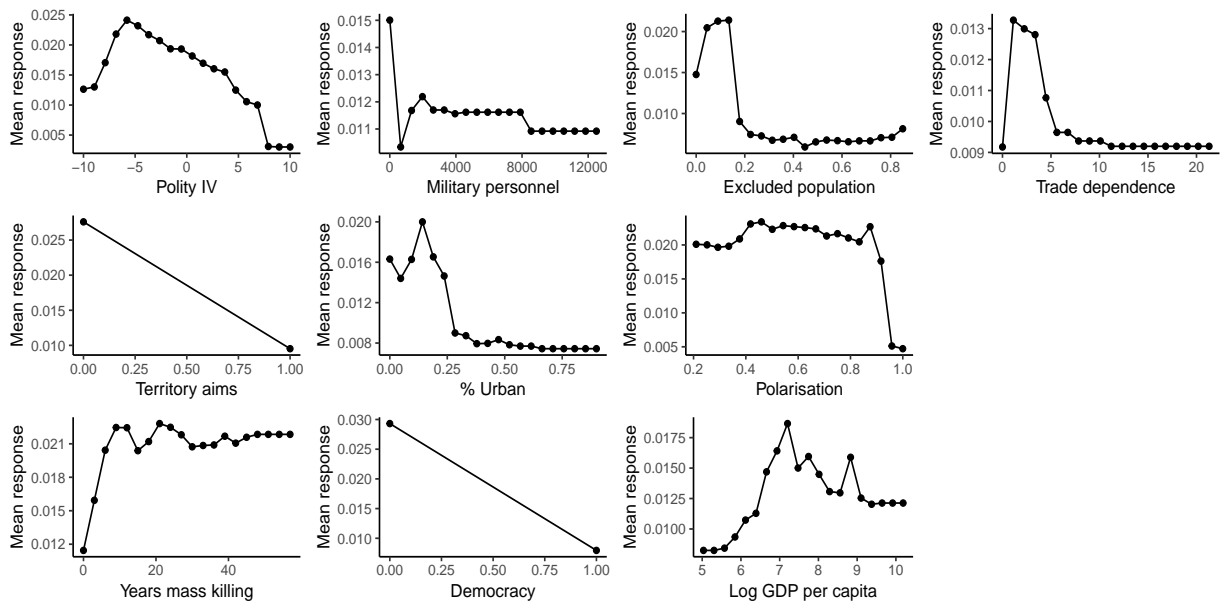 Mean response
0.025
0.020
0.015
0.010
0.005
−10 −5 0 5 10
Polity IV
Mean response
0.015
0.014
0.013
0.012
0.011
0 4000 8000 12000
Military personnel
Mean response
0.020
0.015
0.010
0.0 0.2 0.4 0.6 0.8
Excluded population
Mean response
0.013
0.012
0.011
0.010
0.009
0 5 10 15 20
Trade dependence
Mean response
0.025
0.020
0.015
0.010
0.00 0.25 0.50 0.75 1.00
Territory aims
Mean response
0.020
0.016
0.012
0.008
0.00 0.25 0.50 0.75
% Urban
Mean response
0.020
0.015
0.010
0.005
0.2 0.4 0.6 0.8 1.0
Polarisation
Mean response
0.021
0.018
0.015
0.012
0 20 40
Years mass killing
Mean response
0.030
0.025
0.020
0.015
0.010
0.00 0.25 0.50 0.75 1.00
Democracy
Mean response
0.0175
0.0150
0.0125
0.0100
5 6 7 8 9 10
Log GDP per capita